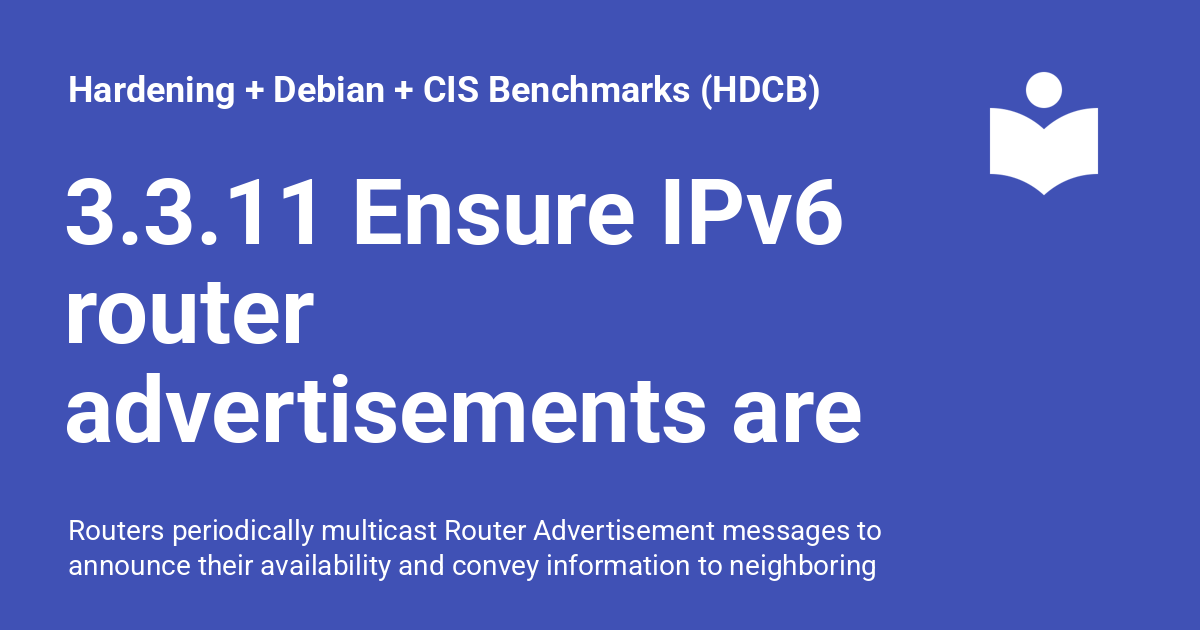 Hardening + Debian + CIS Benchmarks (HDCB)
3.3.11 Ensure IPv6
router
advertisements are
Routers periodically multicast Router Advertisement messages to
announce their availability and convey information to neighboring